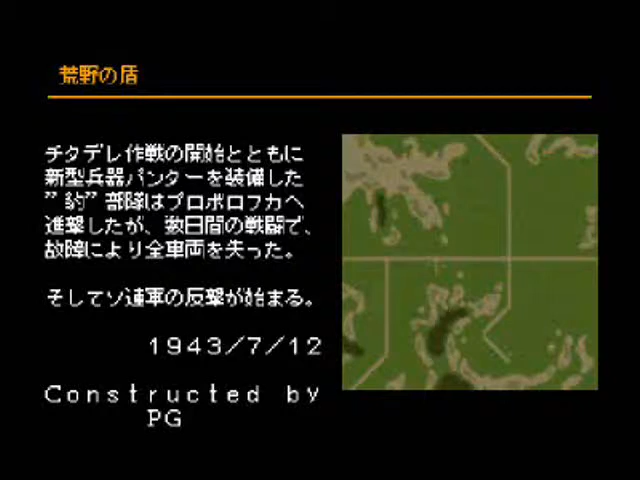 荒野の盾
チタデレ作戦の開始とともに
新型兵器パンターを装備した
”豹”部隊はプロボロフカへ
進撃したが、数日間の戦闘で、
故障により全車両を失った。
そしてソ連軍の反撃が始まる。
1943/7/12
Constructed by
PG